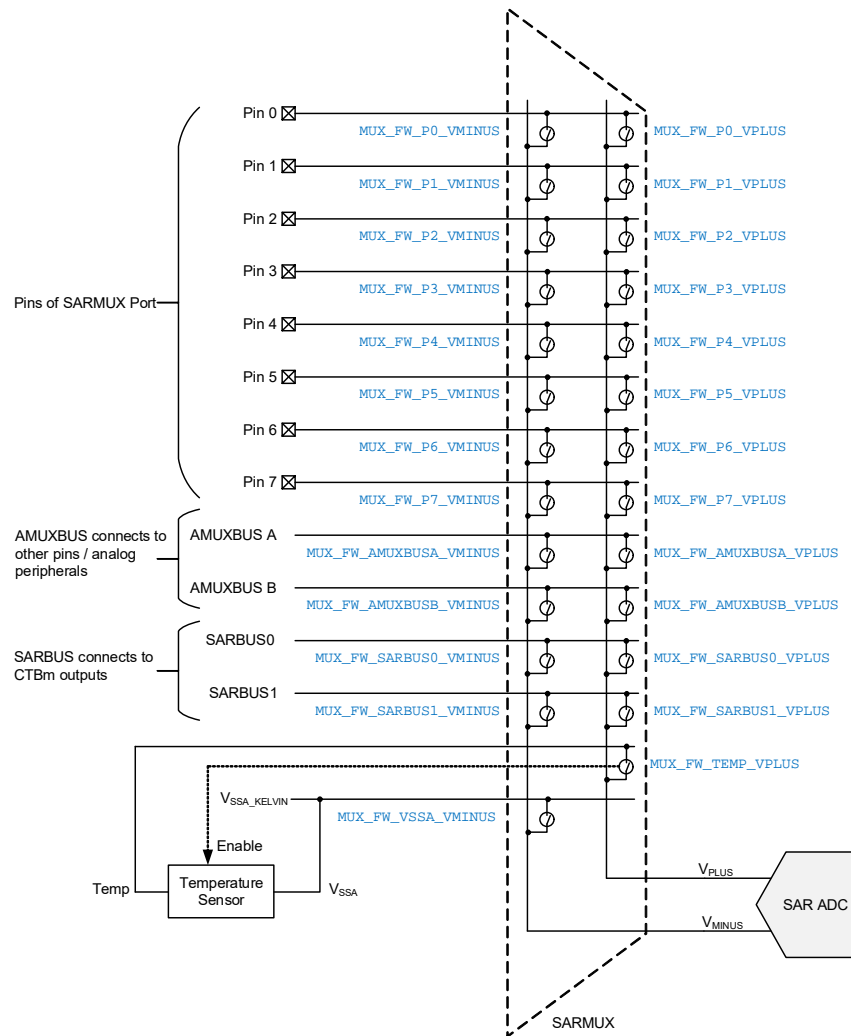 Pin 0
MUX_FW_P0_VMINUS
MUX_FW_P0_VPLUS
Pin 1
MUX_FW_P1_VMINUS
MUX_FW_P1_VPLUS
Pin 2
MUX_FW_P2_VMINUS
MUX_FW_P2_VPLUS
Pin 3
MUX_FW_P3_VMINUS
MUX_FW_P3_VPLUS
Pins of SARMUX Port
Pin 4
MUX_FW_P4_VMINUS
MUX_FW_P4_VPLUS
Pin 5
MUX_FW_P5_VMINUS
MUX_FW_P5_VPLUS
Pin 6
MUX_FW_P6_VMINUS
MUX_FW_P6_VPLUS
Pin 7
MUX_FW_P7_VMINUS
MUX_FW_P7_VPLUS
AMUXBUS connects to
other pins / analog
peripherals
AMUXBUS A
MUX_FW_AMUXBUSA_VMINUS
MUX_FW_AMUXBUSA_VPLUS
AMUXBUS B
MUX_FW_AMUXBUSB_VMINUS
MUX_FW_AMUXBUSB_VPLUS
SARBUS connects to
CTBm outputs
SARBUS0
MUX_FW_SARBUS0_VMINUS
MUX_FW_SARBUS0_VPLUS
SARBUS1
MUX_FW_SARBUS1_VMINUS
MUX_FW_SARBUS1_VPLUS
MUX_FW_TEMP_VPLUS
VSSA_KELVIN
MUX_FW_VSSA_VMINUS
Enable
Temp
Temperature
Sensor
VSSA
VPLUS
SAR ADC
VMINUS
SARMUX